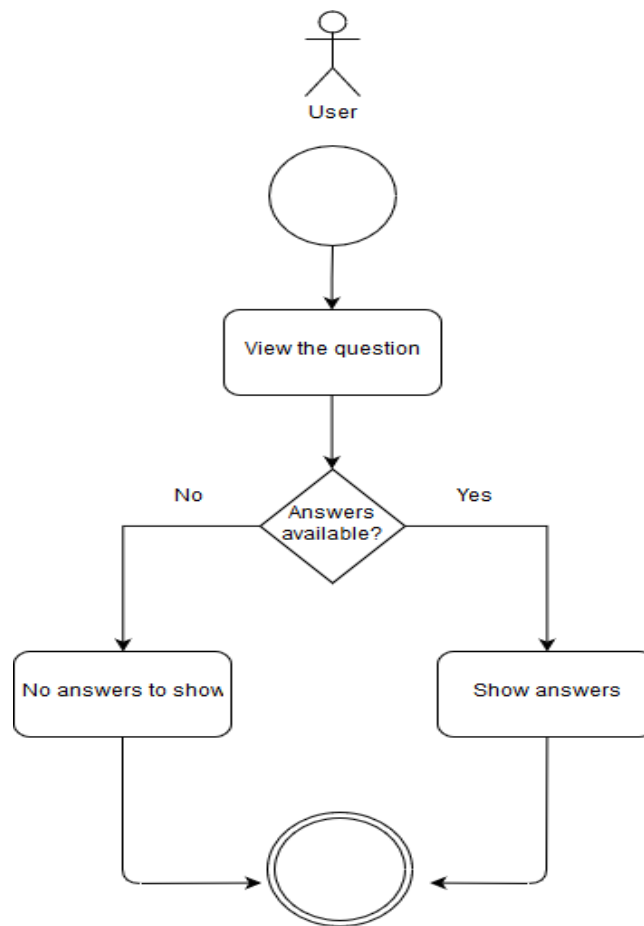 User
View the question
No
Yes
Answers
available?
No answers to show
Show answers